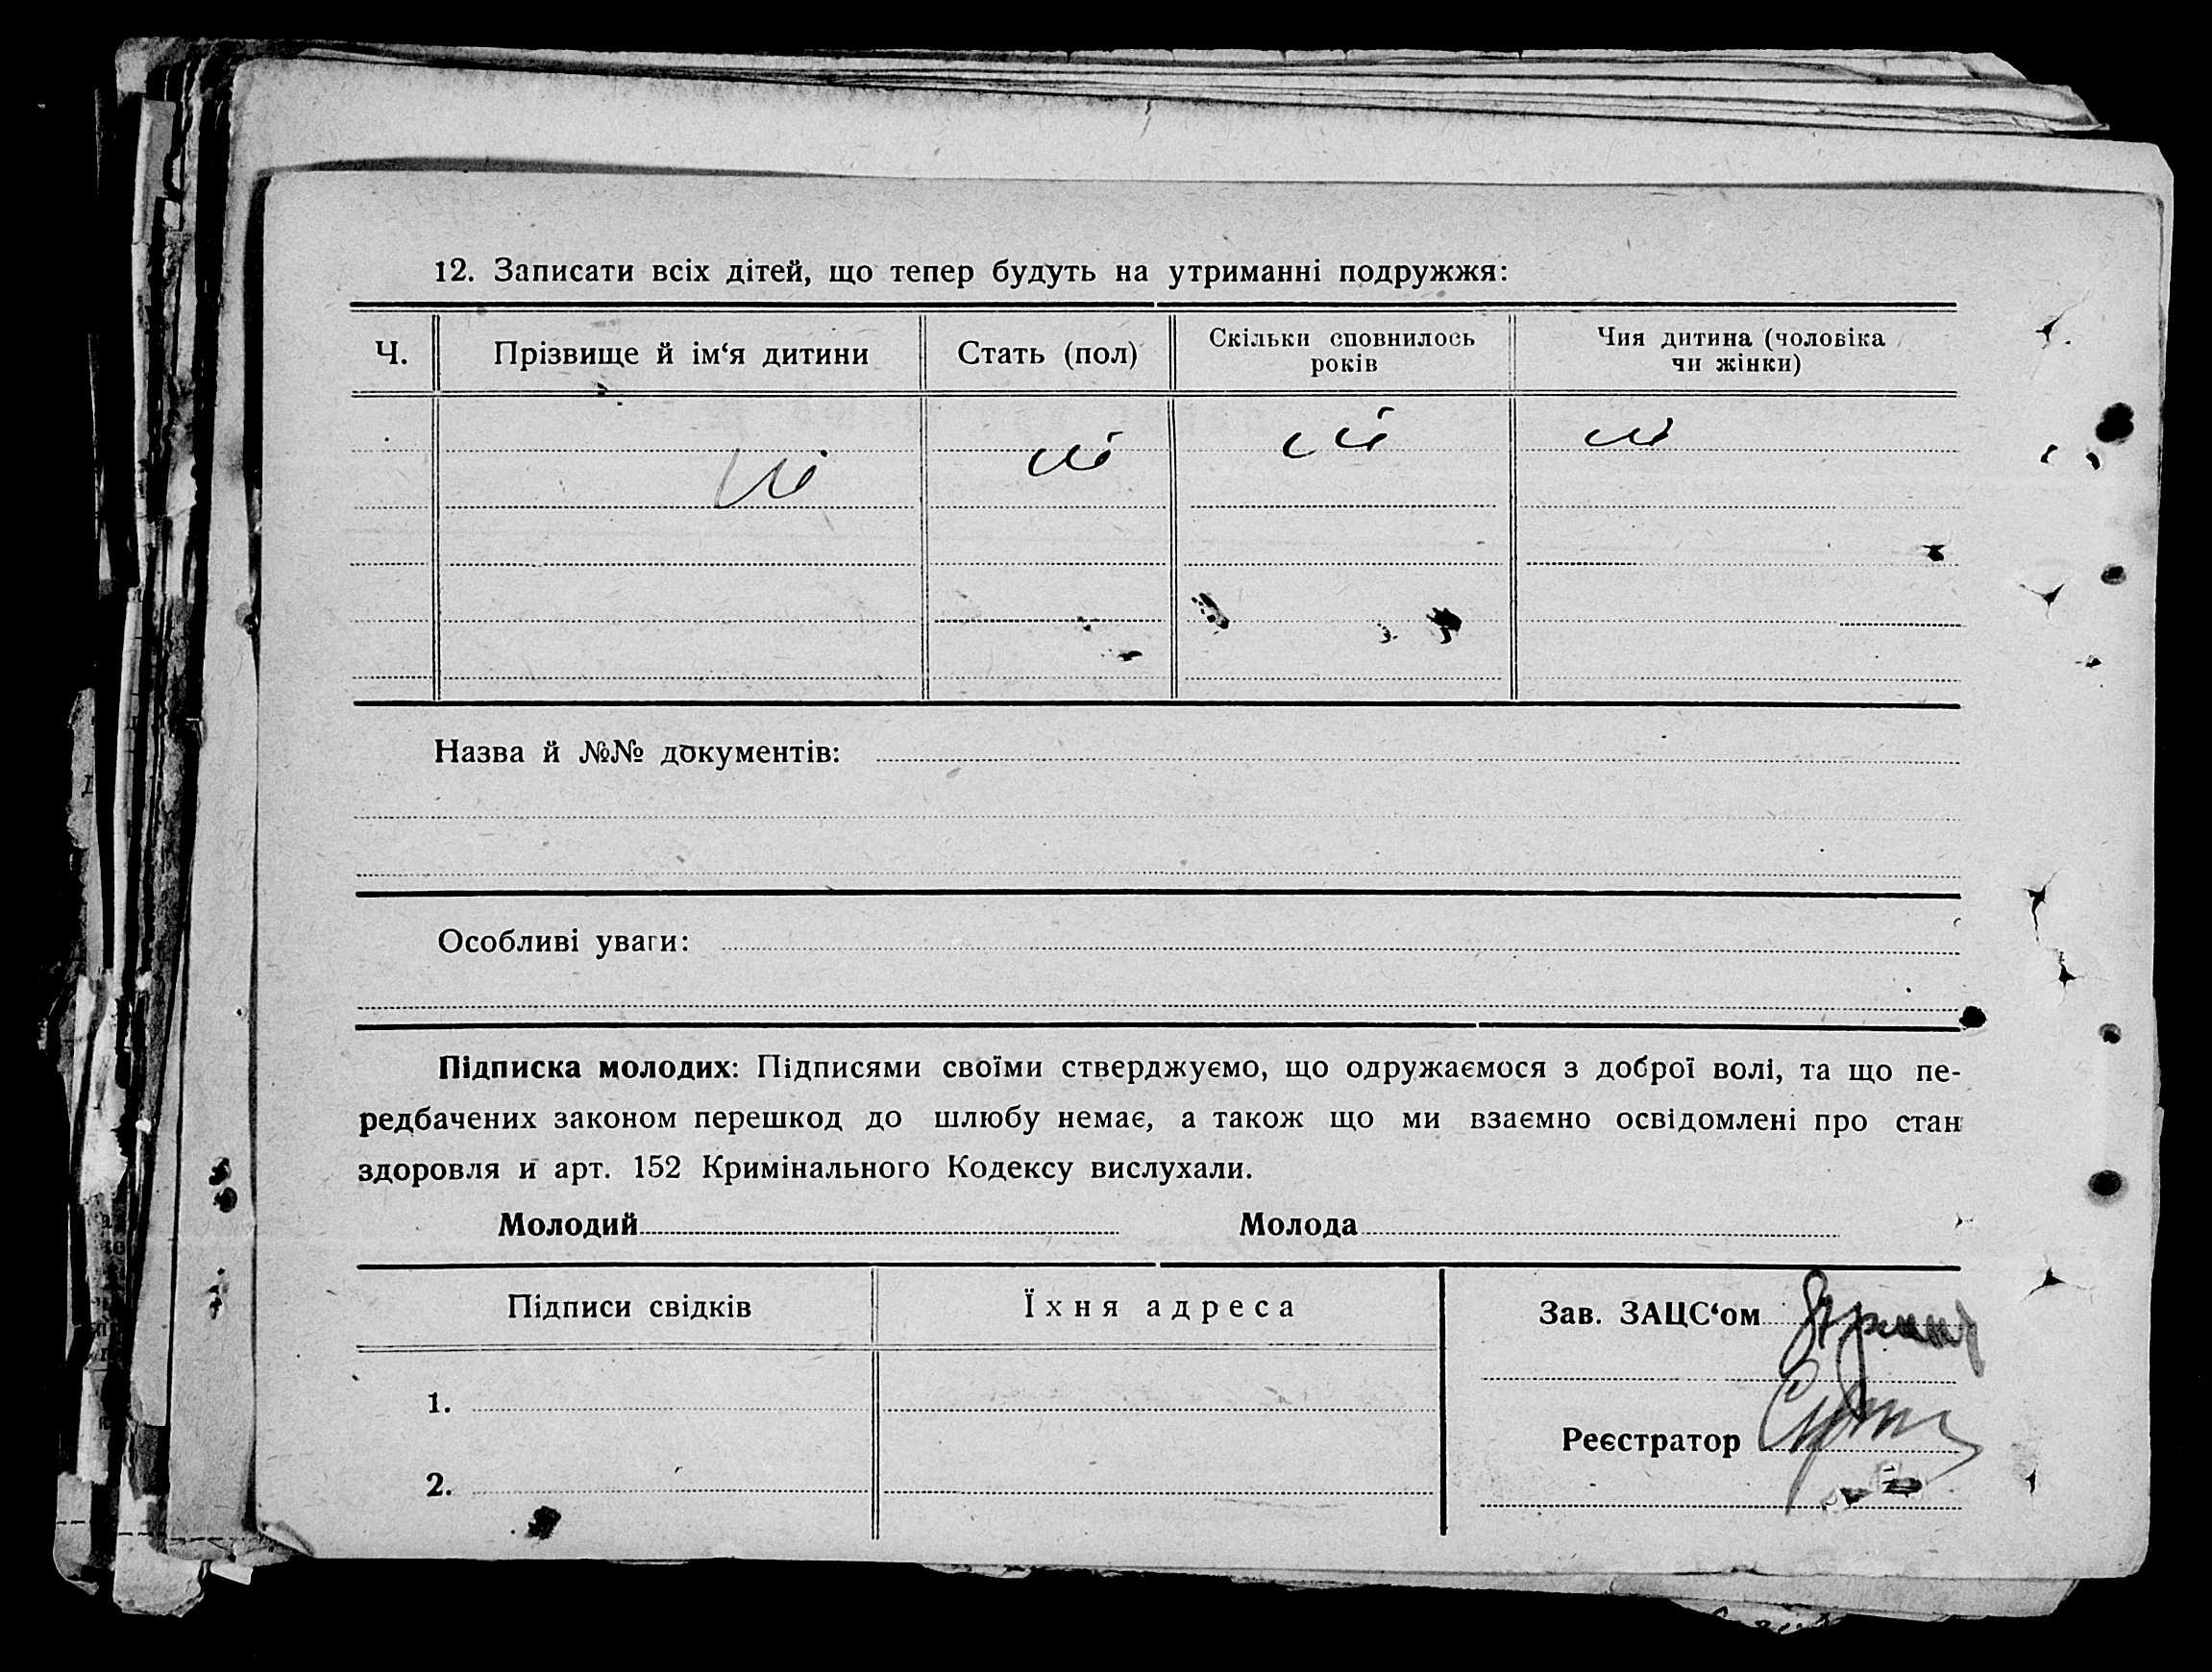 12. Записати всіх дітей, що тепер будуть на утриманні подружжя:
Ч.
Прізвище й ім‘я дитини
Стать (пол)
Скільки сповнилось
років
Чия дитина (чоловіка
чи жінки)
Назва й №№ документів:
Особливі уваги:
Підписка молодих: Підписями своїми стверджуємо, що одружаємося з доброї волі, та що пе-
редбачених законом перешкод до шлюбу немає, а також що ми взаємно освідомлені про стан
здоровля й арт. 152 Кримінального Кодексу вислухали.
Молодий
Молода
Підписи свідків
Їхня адреса
Зав. ЗАЦС‘ом
1.
Реєстратор
2.